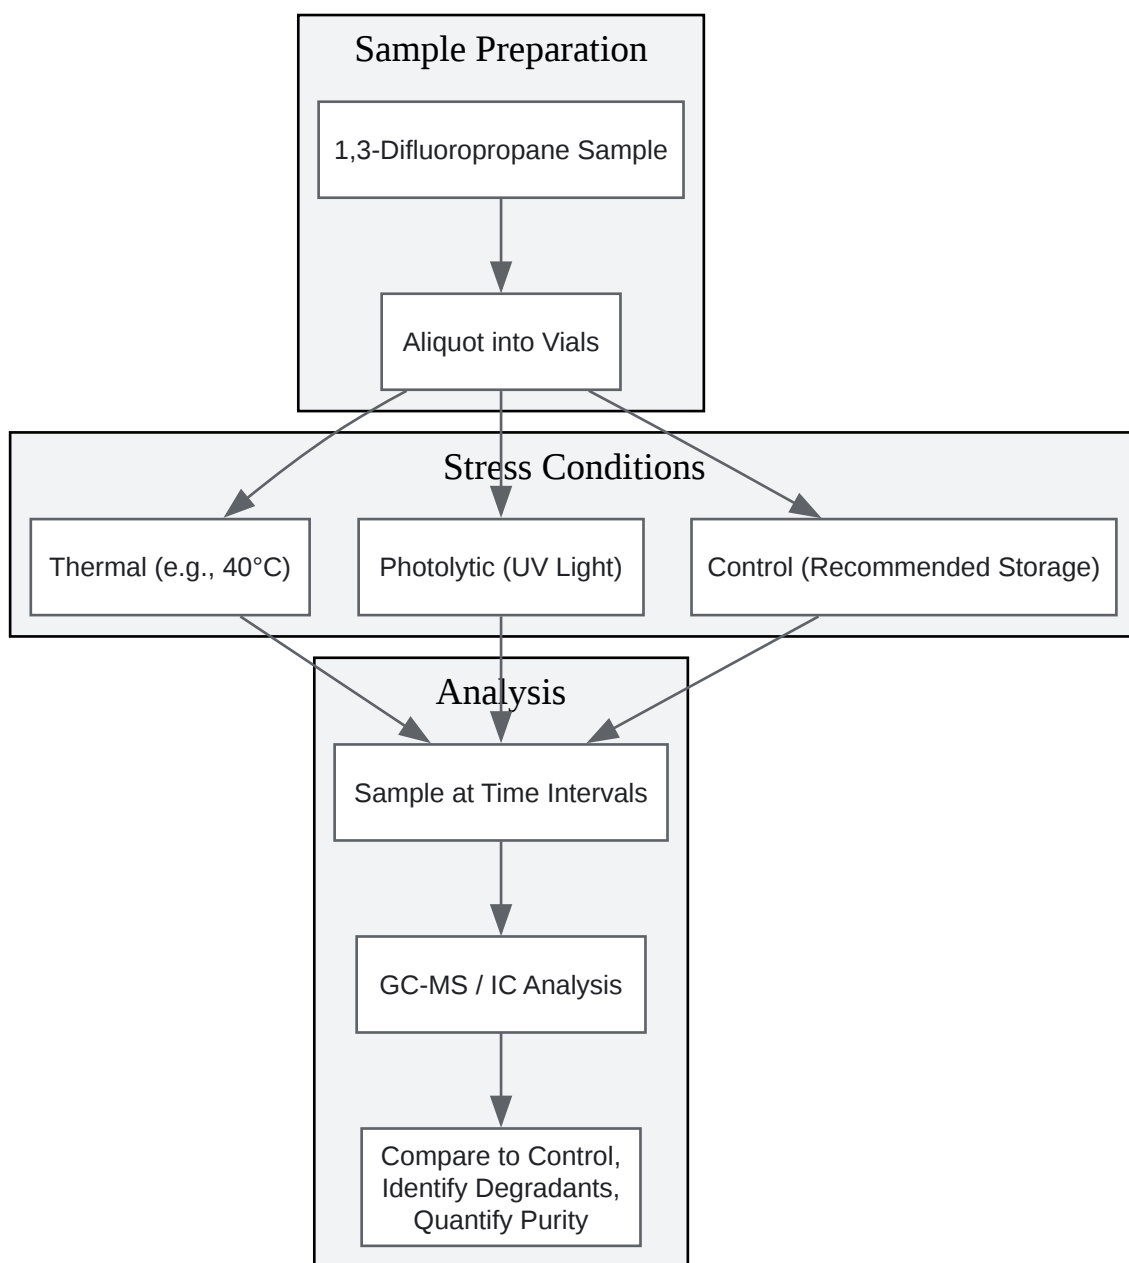 Sample Preparation
1,3-Difluoropropane Sample
Aliquot into Vials
Stress Conditions
Thermal (e.g., 40°C)
Photolytic (UV Light)
Control (Recommended Storage)
Analysis
Sample at Time Intervals
GC-MS / IC Analysis
Compare to Control,
Identify Degradants,
Quantify Purity